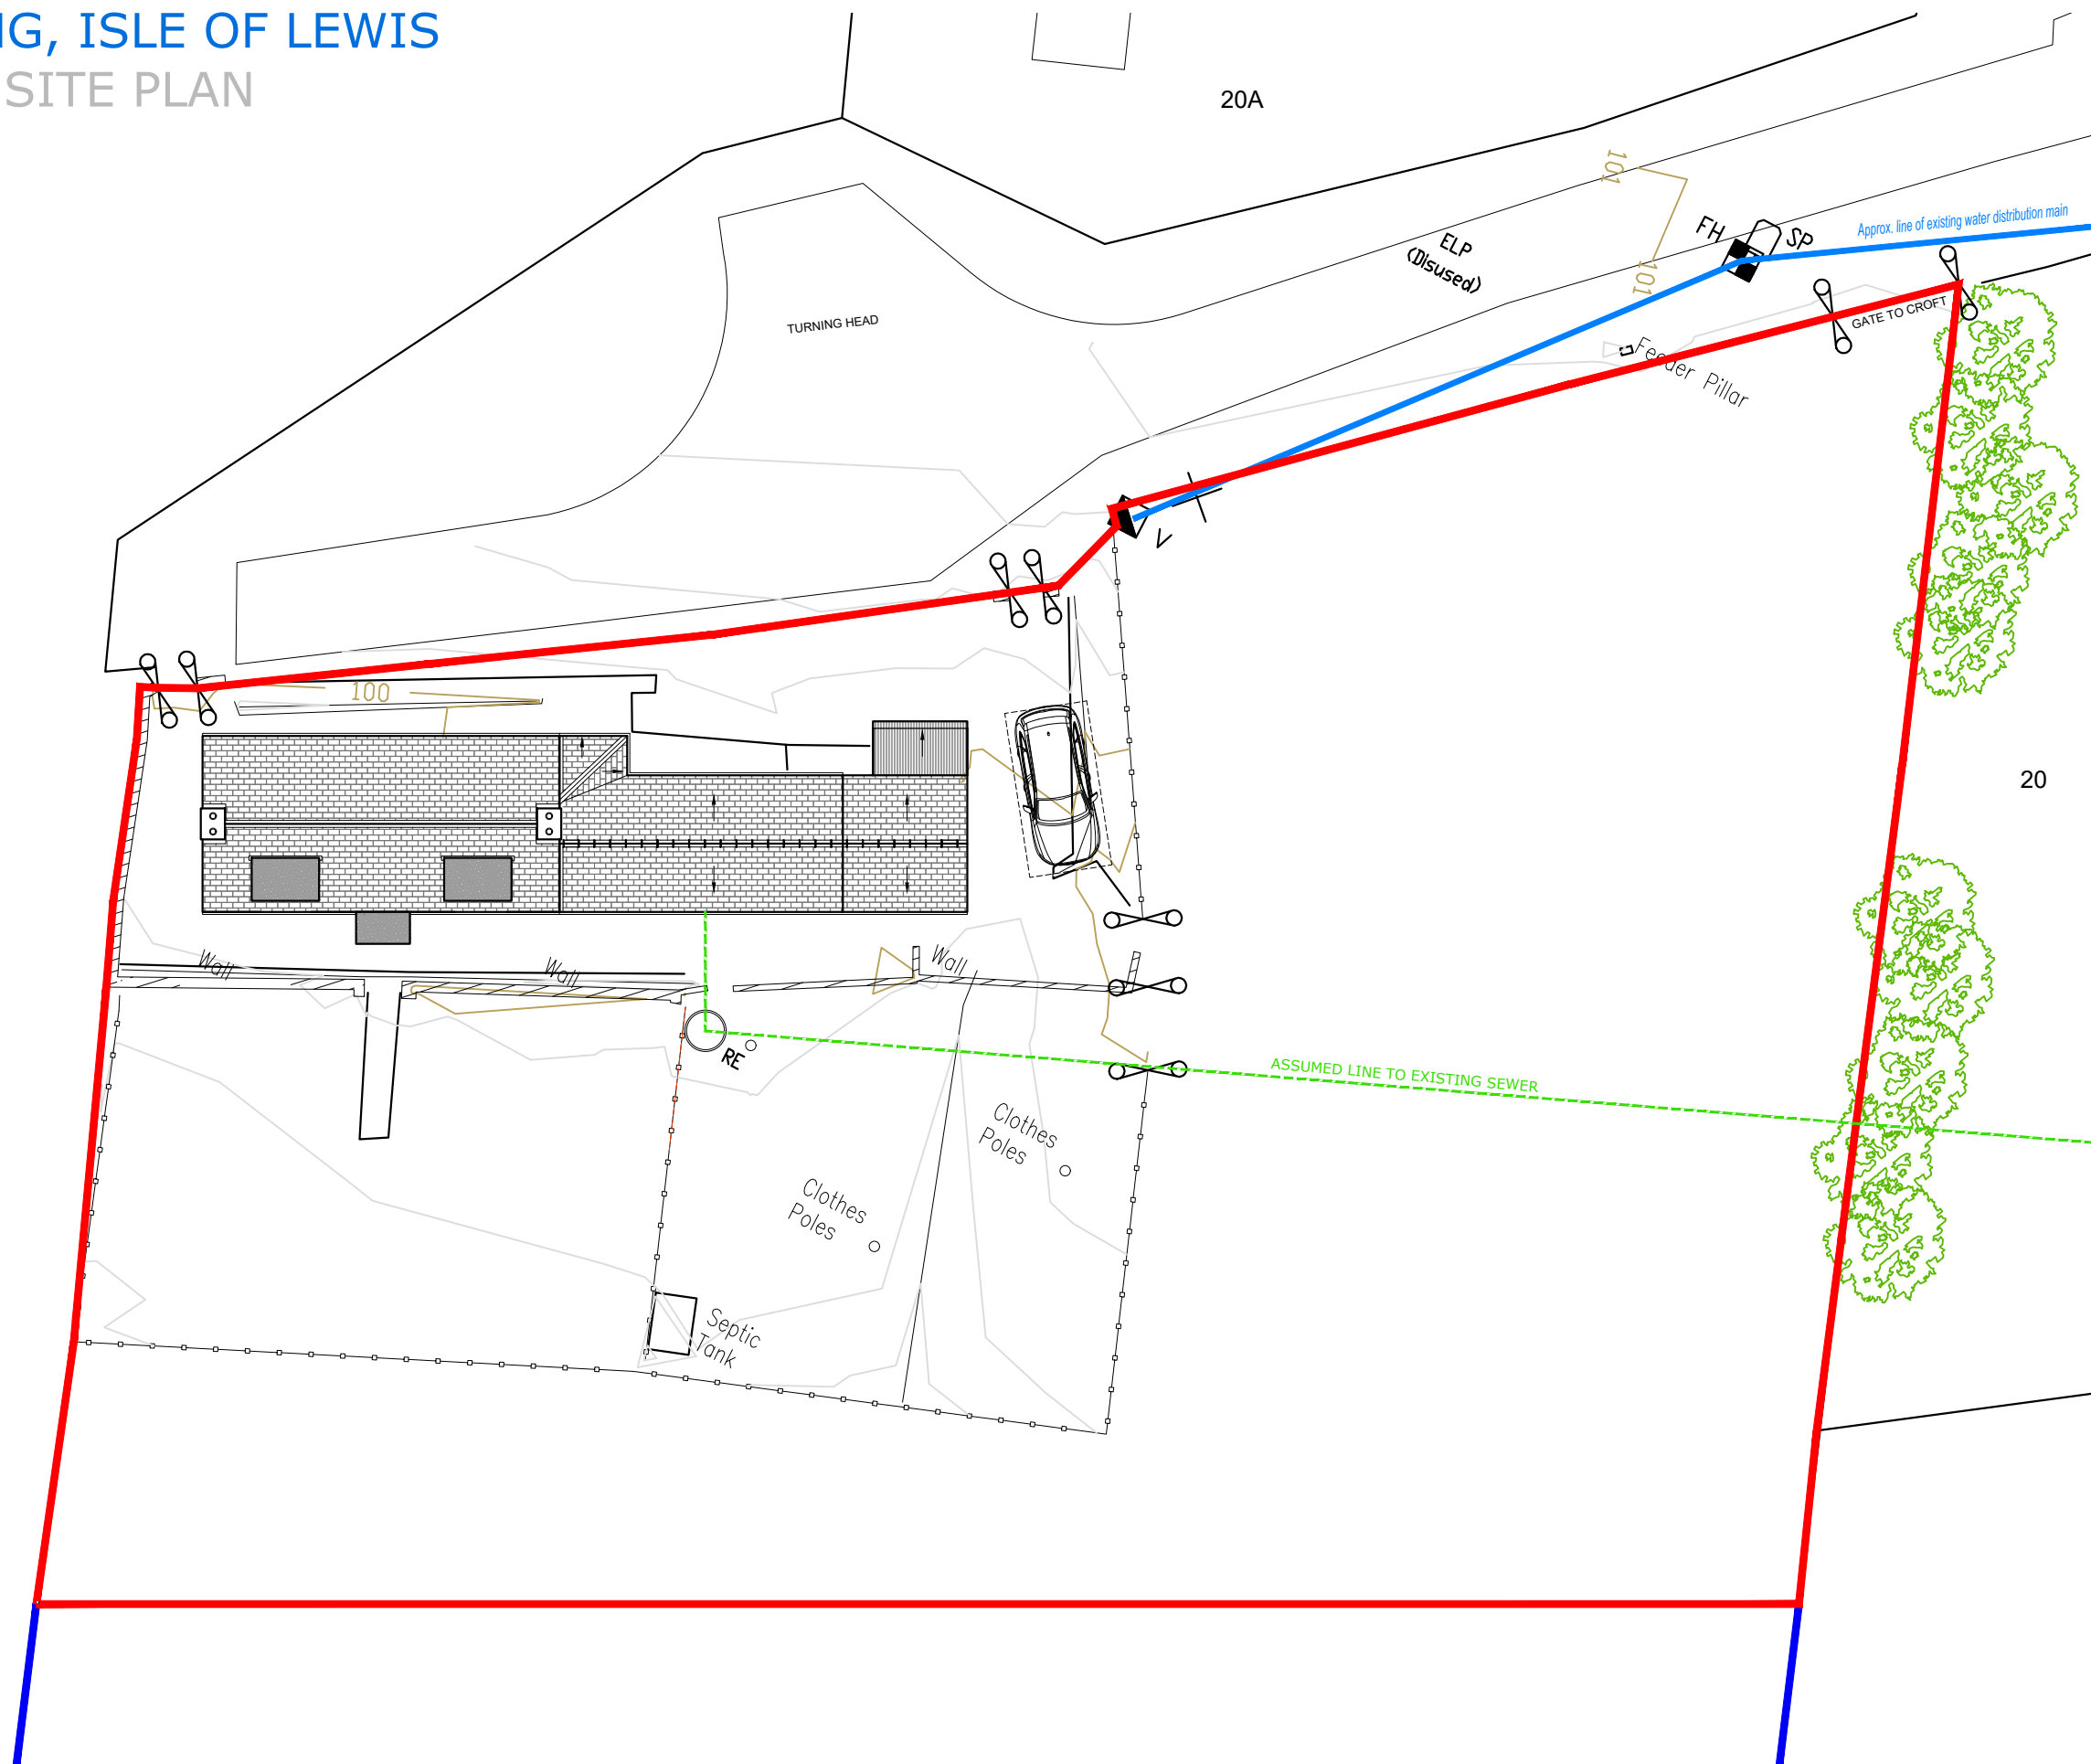 G, ISLE OF LEWIS
SITE PLAN
20A
101
FH
SP
Approx. line of existing water distribution main
ELP
(Disused)
101
GATE TO CROFT
TURNING HEAD
Feeder Pillar
V
100
20
Wall
Wall
Wall
RE
ASSUMED LINE TO EXISTING SEWER
Clothes
Poles
Clothes
Poles
Septic
Tank